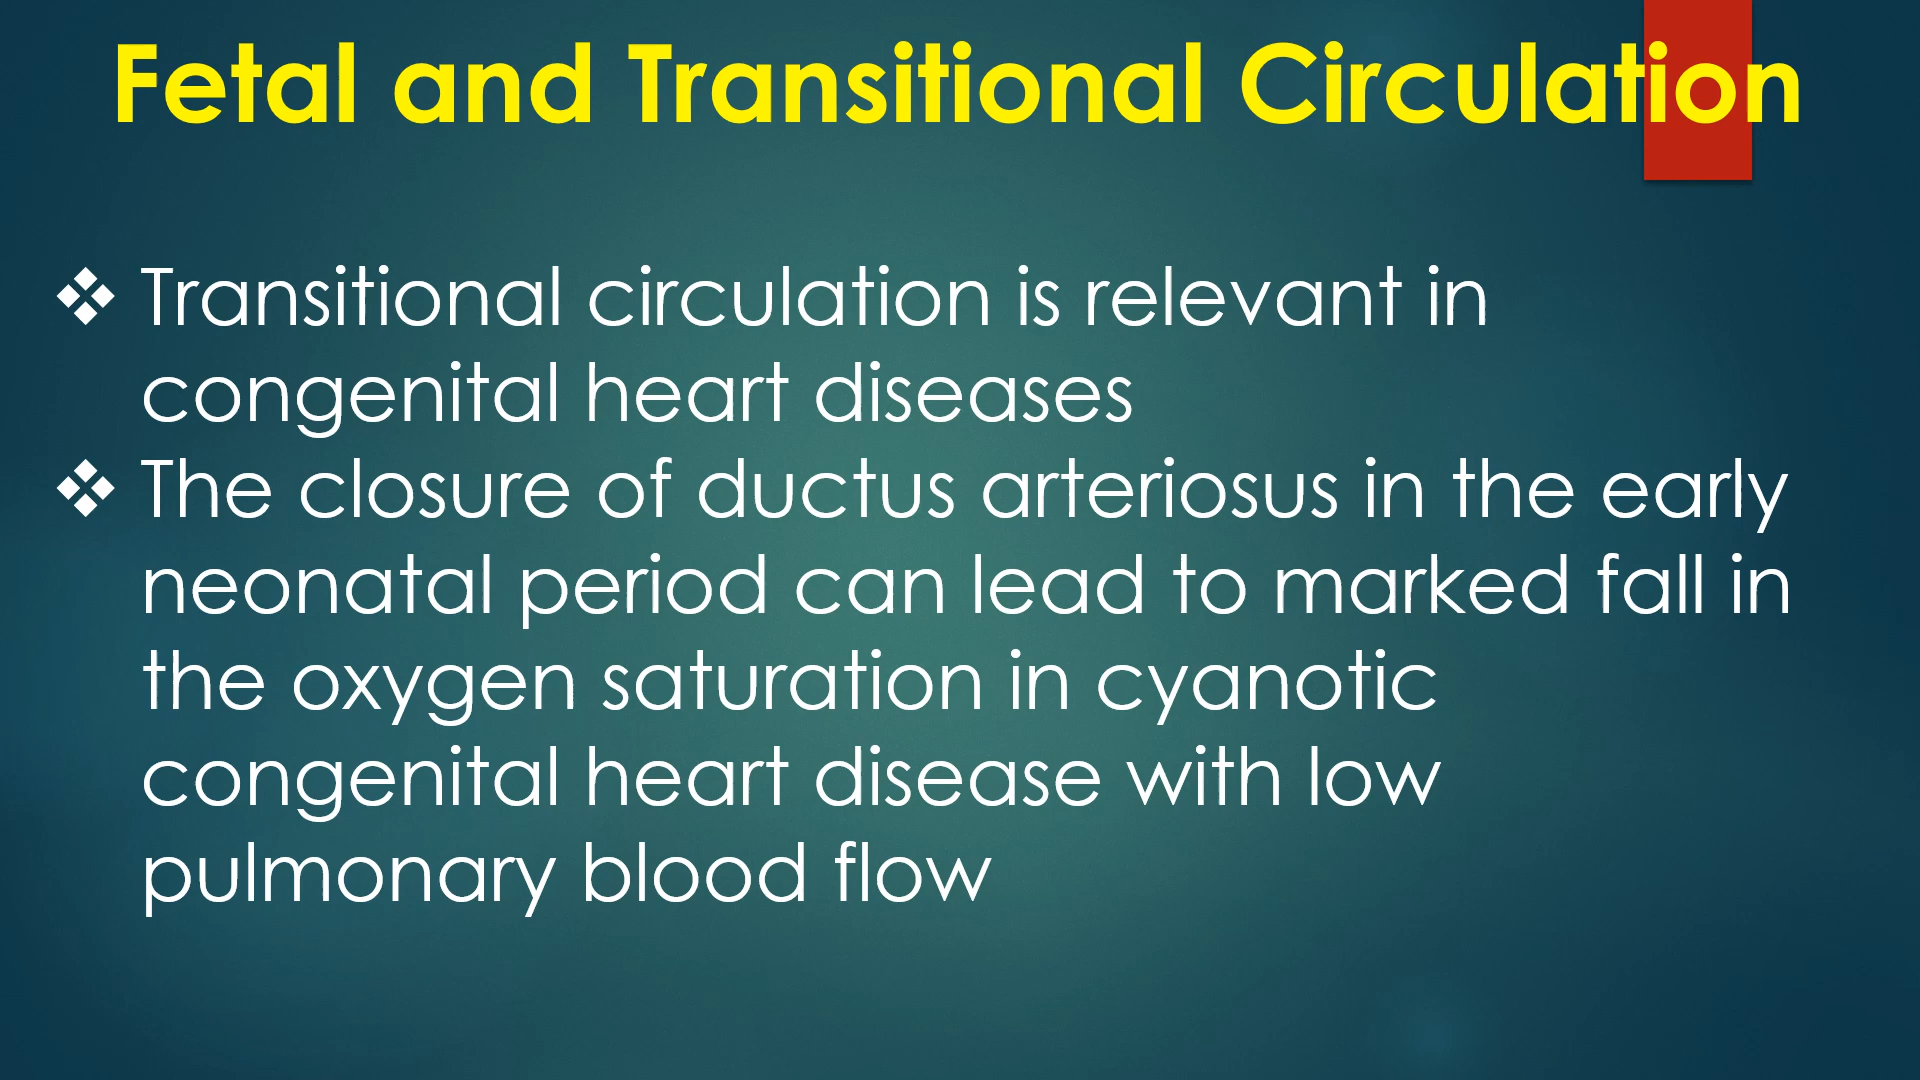 Fetal and Transitional Circulation
❖ Transitional circulation is relevant in
congenital heart diseases
❖ The closure of ductus arteriosus in the early
neonatal period can lead to marked fall in
the oxygen saturation in cyanotic
congenital heart disease with low
pulmonary blood flow